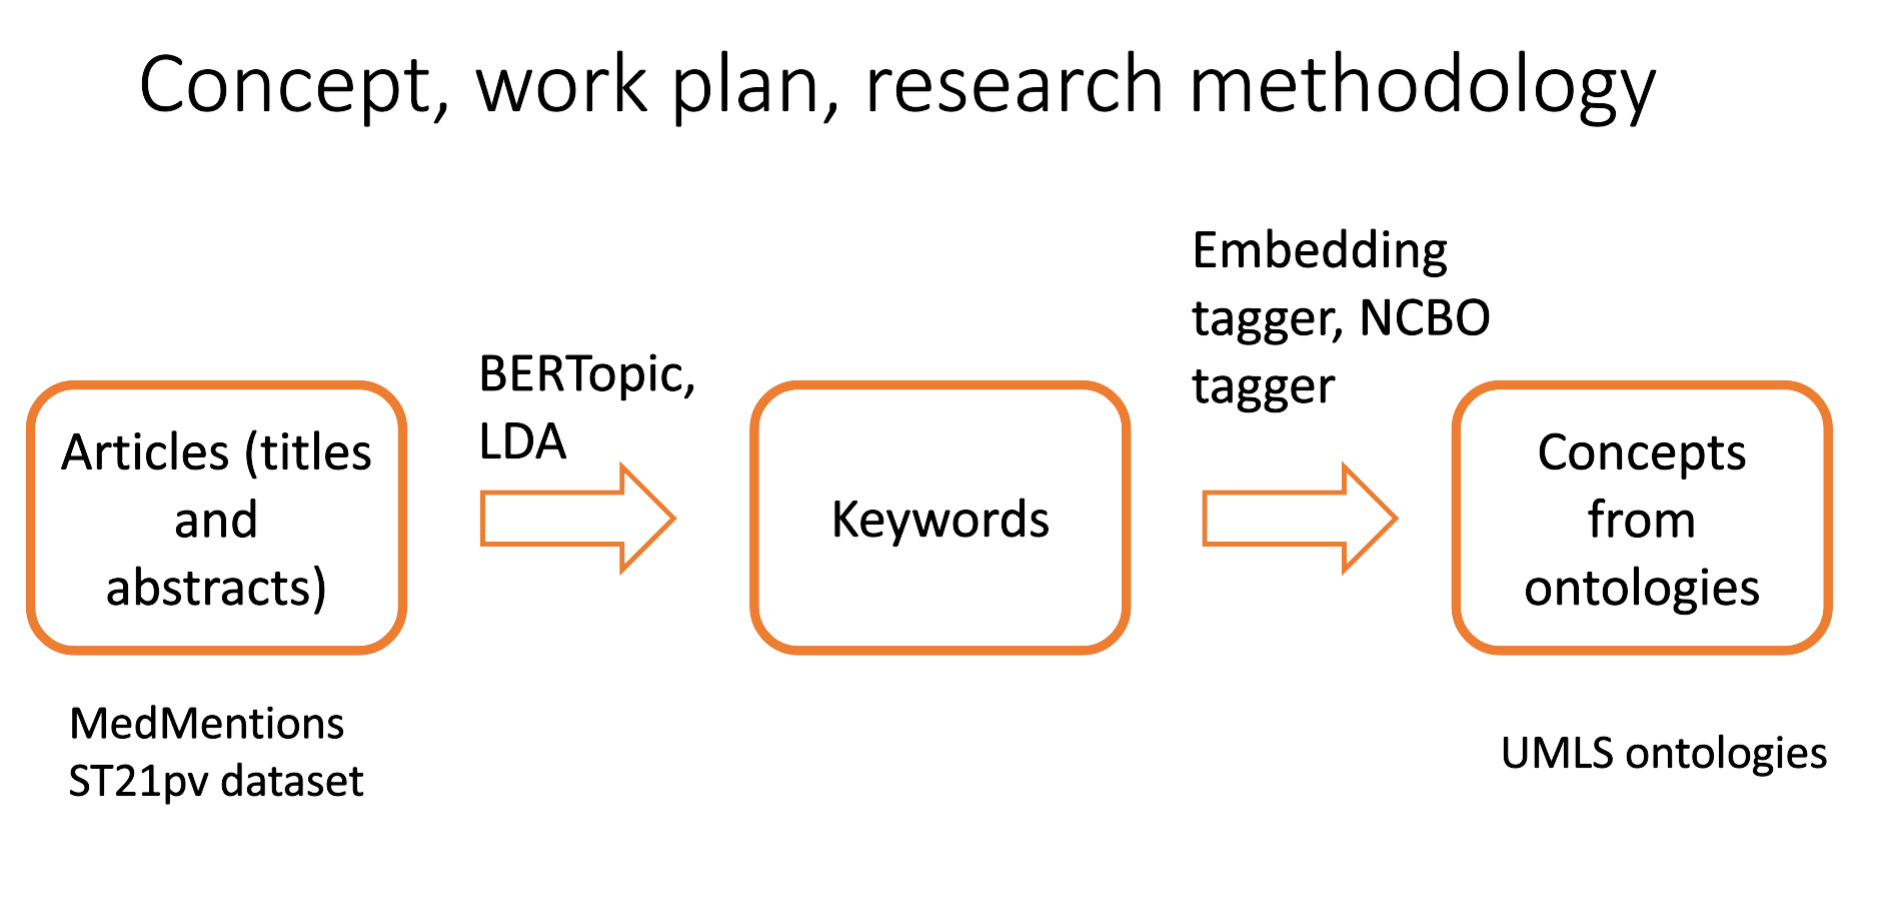 Concept, work plan, research methodology
Articles (titles
and
abstracts)
MedMentions
ST21pv dataset
BERTopic,
LDA
Keywords
Embedding
tagger, NCBO
tagger
Concepts
from
ontologies
UMLS ontologies